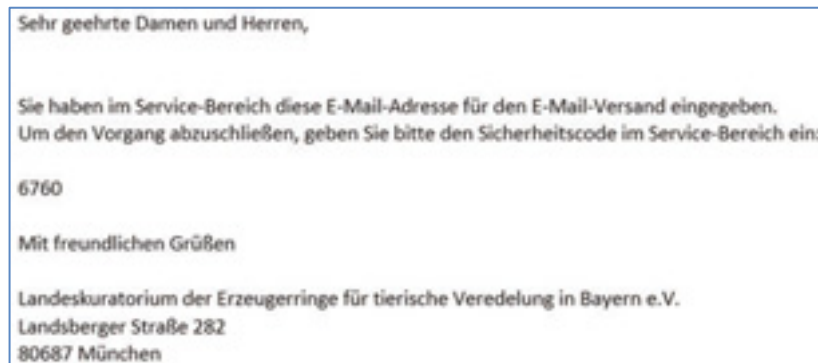 Sehr geehrte Damen und Herren,
Sie haben im Service-Bereich diese E-Mail-Adresse für den E-Mail-Versand eingegeben.
Um den Vorgang abzuschließen, geben Sie bitte den Sicherheitscode im Service-Bereich ein:
6760
Mit freundlichen Grüßen
Landeskuratorium der Erzeugerringe für tierische Veredelung in Bayern e.V.
Landsberger Straße 282
80687 München